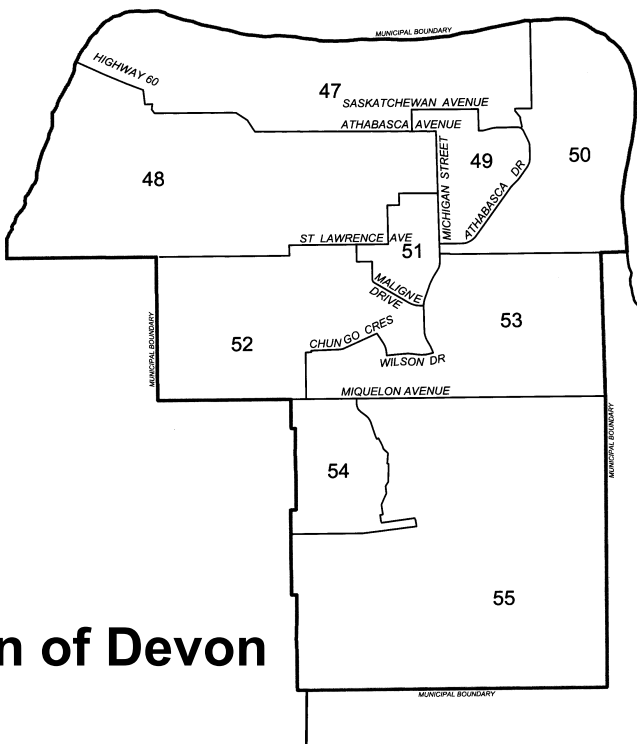 MUNICIPAL BOUNDARY
HIGHWAY 60
47
SASKATCHEWAN AVENUE
ATHABASCA AVENUE
MICHIGAN STREET
49
ATHABASCA DR
50
48
ST LAWRENCE AVE
51
MALIGNE
DRIVE
MUNICIPAL BOUNDARY
52
CHUNGO CRES
WILSON DR
53
MIQUELON AVENUE
MUNICIPAL BOUNDARY
54
55
n of Devon
MUNICIPAL BOUNDARY